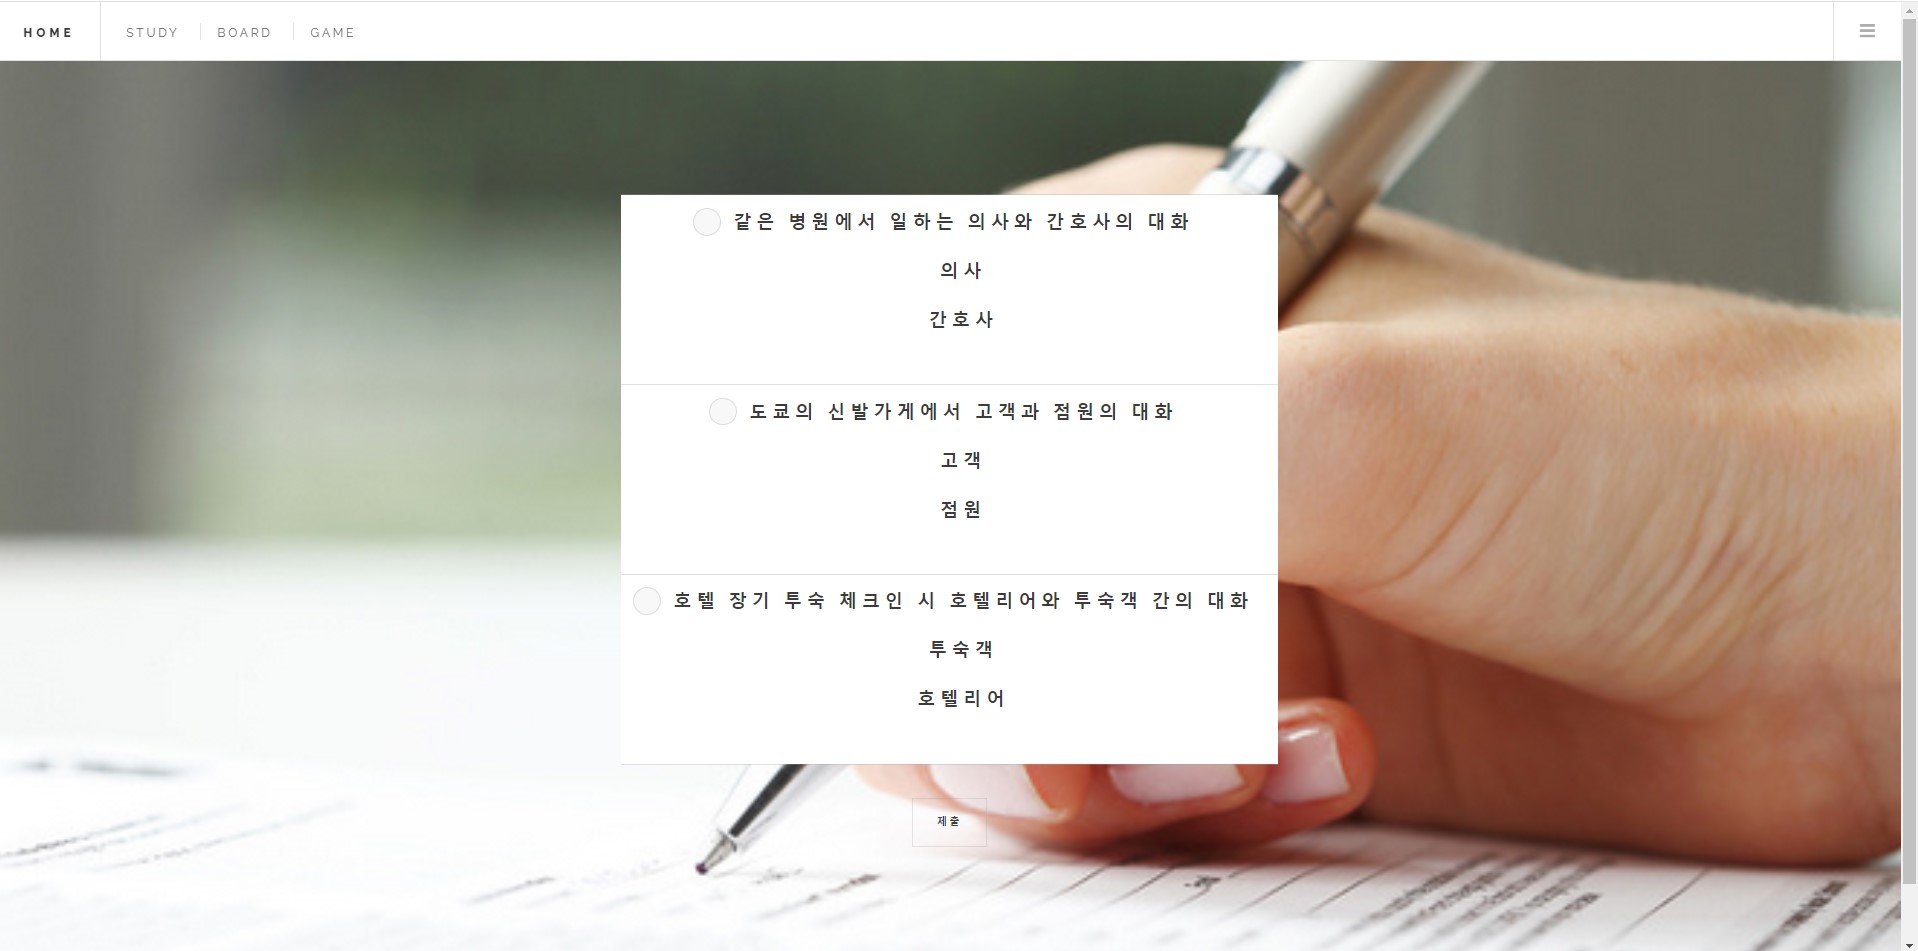 HOME STUDY BOARD GAME
같은 병원에서 일하는 의사와 간호사의 대화
의사
간호사
도쿄의 신발가게에서 고객과 점원의 대화
고객
점원
호텔 장기 투숙 체크인 시 호텔리어와 투숙객 간의 대화
투숙객
호텔리어
제출